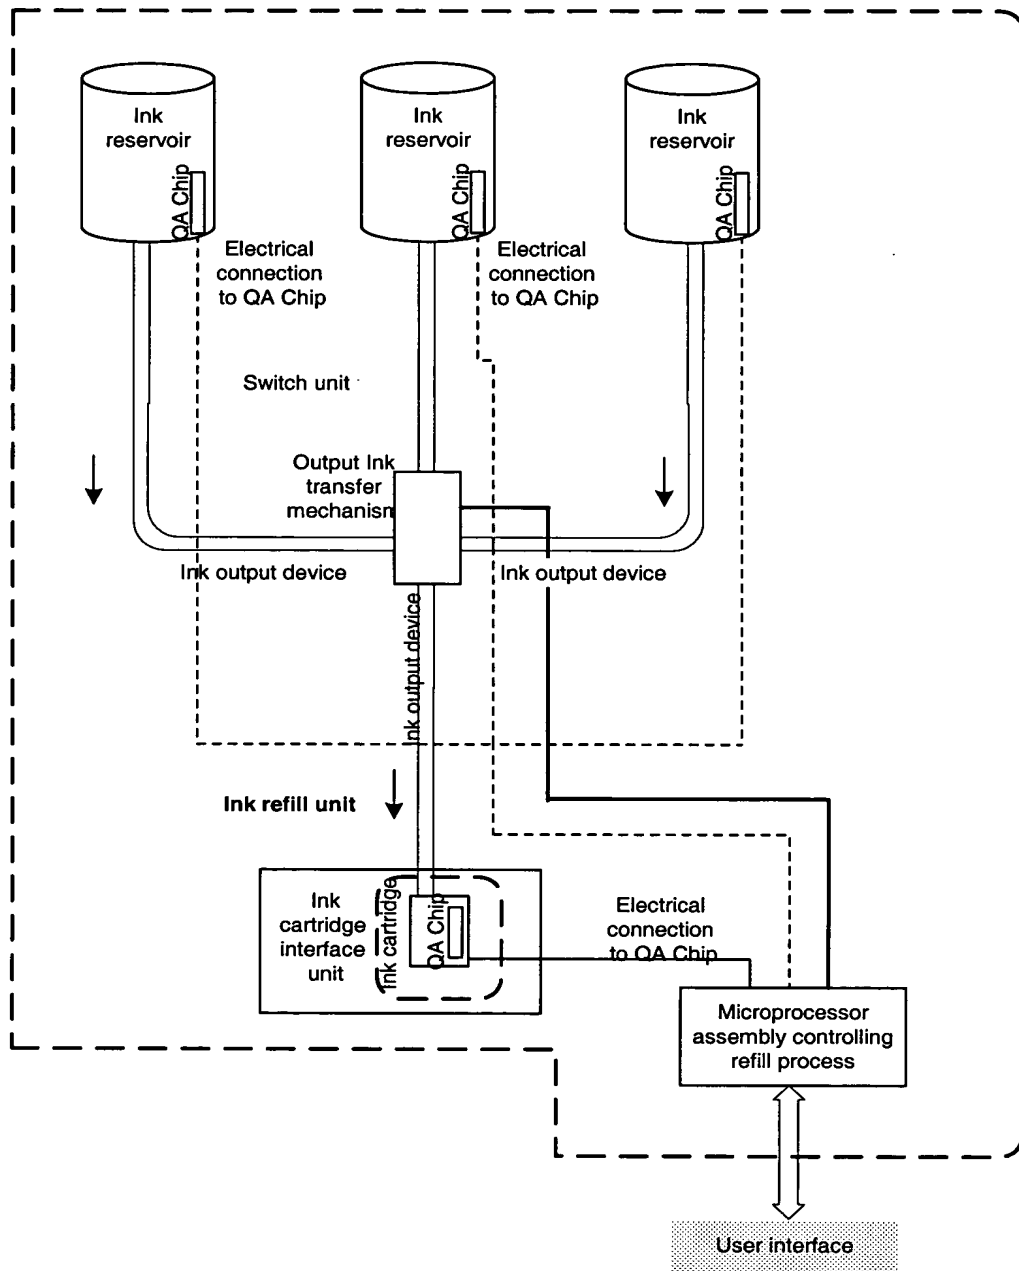 Ink
reservoir
QA Chip
Ink
reservoir
QA Chip
Ink
reservoir
QA Chip
Electrical
connection
to QA Chip
Electrical
connection
to QA Chip
Switch unit
Output Ink
transfer
mechanism
Ink output device
Ink output device
Ink output device
Ink refill unit
Ink
cartridge
interface
unit
Ink cartridge
QA Chip
Electrical
connection
to QA Chip
Microprocessor
assembly controlling
refill process
User interface